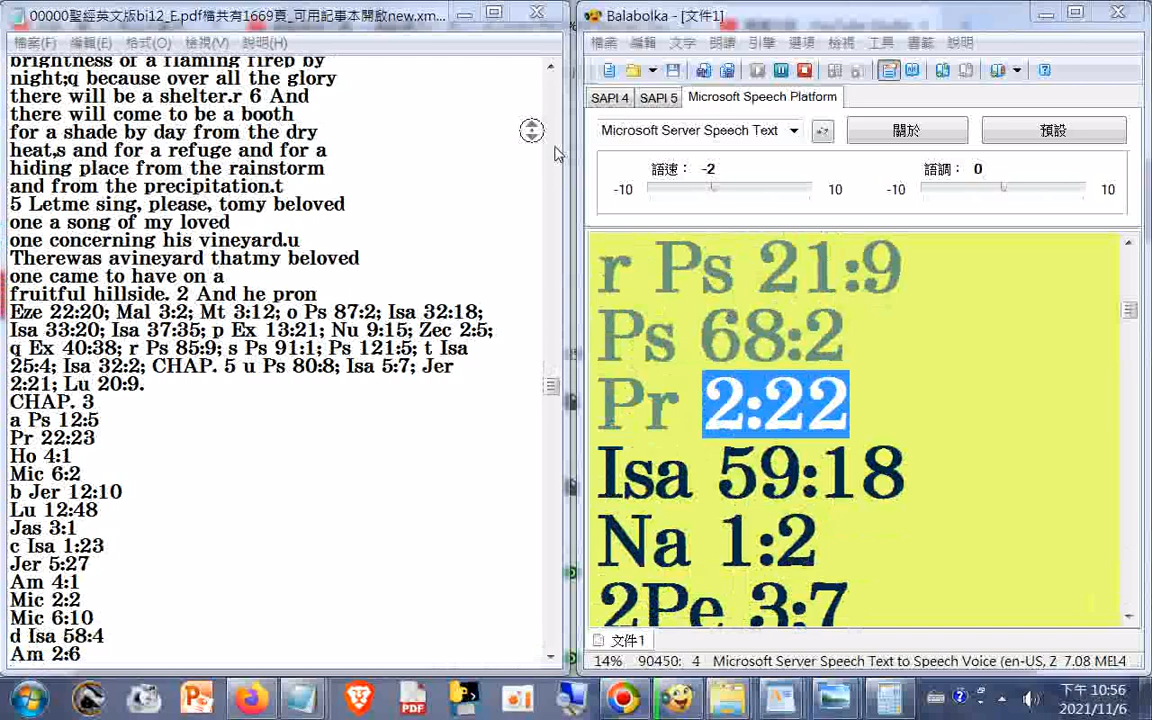 00000聖經英文版bi12_E.pdf檔共有1669頁_可用記事本開啟new.xm...
檔案(F) 編輯(E) 格式(O) 檢視(V) 說明(H)
brightness of a flaming firep by
night;q because over all the glory
there will be a shelter.r 6 And
there will come to be a booth
for a shade by day from the dry
heat,s and for a refuge and for a
hiding place from the rainstorm
and from the precipitation.t
5 Letme sing, please, tomy beloved
one a song of my loved
one concerning his vineyard.u
Therewas avineyard thatmy beloved
one came to have on a
fruitful hillside. 2 And he pron
Eze 22:20; Mal 3:2; Mt 3:12; o Ps 87:2; Isa 32:18;
Isa 33:20; Isa 37:35; p Ex 13:21; Nu 9:15; Zec 2:5;
q Ex 40:38; r Ps 85:9; s Ps 91:1; Ps 121:5; t Isa
25:4; Isa 32:2; CHAP. 5 u Ps 80:8; Isa 5:7; Jer
2:21; Lu 20:9.
CHAP. 3
a Ps 12:5
Pr 22:23
Ho 4:1
Mic 6:2
b Jer 12:10
Lu 12:48
Jas 3:1
c Isa 1:23
Jer 5:27
Am 4:1
Mic 2:2
Mic 6:10
d Isa 58:4
Am 2:6
Balabolka - [文件1]
檔案 編輯 文字 朗讀 引擎 選項 檢視 工具 書籤 說明
SAPI 4 SAPI 5 Microsoft Speech Platform
Microsoft Server Speech Text 關於 預設
語速： -2 語調： 0
-10 10 -10 10
r Ps 21:9
Ps 68:2
Pr 2:22
Isa 59:18
Na 1:2
2Pe 3:7
文件1
14% 90450: 4 Microsoft Server Speech Text to Speech Voice (en-US, Z 7.08 MEL4
下午 10:56
2021/11/6